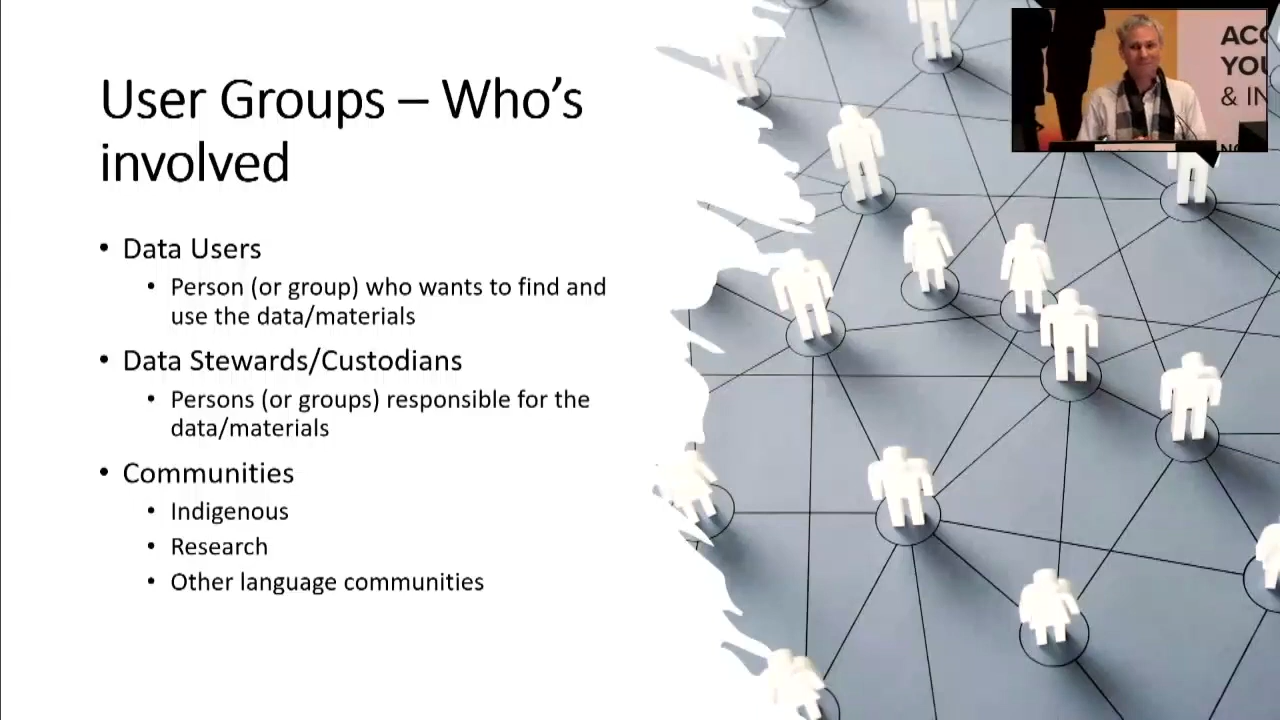 User Groups – Who's
involved
• Data Users
• Person (or group) who wants to find and
use the data/materials
• Data Stewards/Custodians
• Persons (or groups) responsible for the
data/materials
• Communities
• Indigenous
• Research
• Other language communities